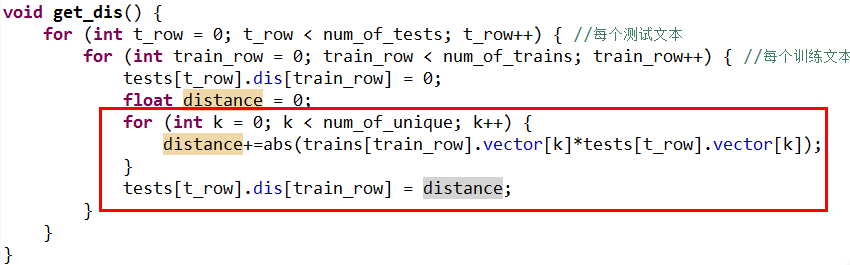 void get_dis() {
for (int t_row = 0; t_row < num_of_tests; t_row++) { //每个测试文本
for (int train_row = 0; train_row < num_of_trains; train_row++) { //每个训练文本
tests[t_row].dis[train_row] = 0;
float distance = 0;
for (int k = 0; k < num_of_unique; k++) {
distance+=abs(trains[train_row].vector[k]*tests[t_row].vector[k]);
}
tests[t_row].dis[train_row] = distance;
}
}
}